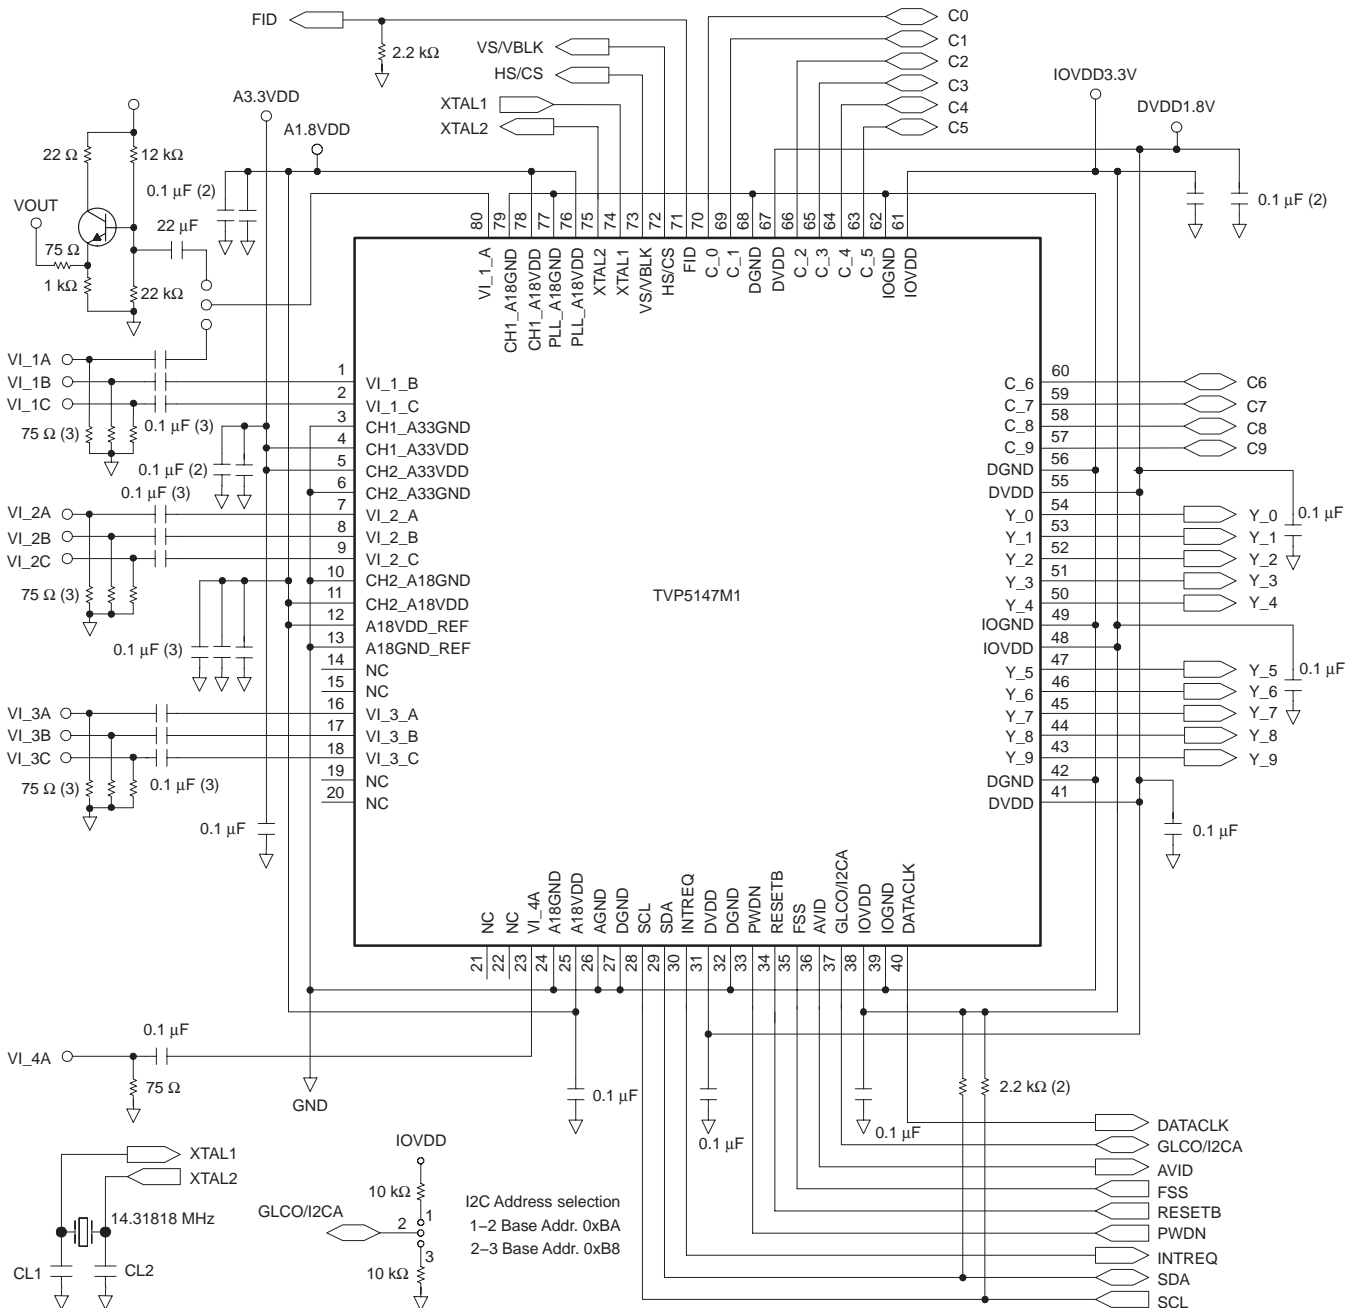 FID
2.2 kΩ
VS/VBLK
HS/CS
XTAL1
XTAL2
C0
C1
C2
C3
C4
C5
IOVDD3.3V
DVDD1.8V
A3.3VDD
A1.8VDD
22 Ω
12 kΩ
0.1 µF (2)
VOUT
22 µF
75 Ω
1 kΩ
22 kΩ
0.1 µF (2)
80
79
78
77
76
75
74
73
72
71
70
69
68
67
66
65
64
63
62
61
VI_1_A
CH1_A18GND
CH1_A18VDD
PLL_A18GND
PLL_A18VDD
XTAL2
XTAL1
VS/VBLK
HS/CS
FID
C_0
C_1
DGND
DVDD
C_2
C_3
C_4
C_5
IOGND
IOVDD
VI_1A
VI_1B
VI_1C
75 Ω (3)
0.1 µF (3)
0.1 µF (2)
0.1 µF (3)
VI_2A
VI_2B
VI_2C
75 Ω (3)
0.1 µF (3)
VI_3A
VI_3B
VI_3C
75 Ω (3)
0.1 µF (3)
0.1 µF
1 VI_1_B
2 VI_1_C
3 CH1_A33GND
4 CH1_A33VDD
5 CH2_A33VDD
6 CH2_A33GND
7 VI_2_A
8 VI_2_B
9 VI_2_C
10 CH2_A18GND
11 CH2_A18VDD
12 A18VDD_REF
13 A18GND_REF
14 NC
15 NC
16 VI_3_A
17 VI_3_B
18 VI_3_C
19 NC
20 NC
TVP5147M1
C_6 60 C6
C_7 59 C7
C_8 58 C8
C_9 57 C9
DGND 56
DVDD 55
Y_0 54 Y_0
Y_1 53 Y_1
Y_2 52 Y_2
Y_3 51 Y_3
Y_4 50 Y_4
IOGND 49
IOVDD 48
Y_5 47 Y_5
Y_6 46 Y_6
Y_7 45 Y_7
Y_8 44 Y_8
Y_9 43 Y_9
DGND 42
DVDD 41
0.1 µF
0.1 µF
0.1 µF
NC
NC
VI_4A
A18GND
A18VDD
AGND
DGND
SCL
SDA
INTREQ
DVDD
DGND
PWDN
RESETB
FSS
AVID
GLCO/I2CA
IOVDD
IOGND
DATACLK
21
22
23
24
25
26
27
28
29
30
31
32
33
34
35
36
37
38
39
40
VI_4A
0.1 µF
75 Ω
GND
0.1 µF
0.1 µF
0.1 µF
2.2 kΩ (2)
DATACLK
GLCO/I2CA
AVID
FSS
RESETB
PWDN
INTREQ
SDA
SCL
XTAL1
XTAL2
14.31818 MHz
CL1
CL2
IOVDD
10 kΩ
GLCO/I2CA
1
2
3
10 kΩ
I2C Address selection
1−2 Base Addr. 0xBA
2−3 Base Addr. 0xB8